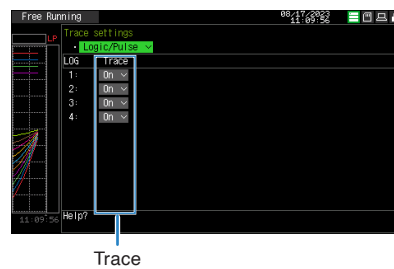 Free Running
08/17/2023
11:09:56
LP
Trace settings
・ Logic/Pulse
LOG Trace
1: On
2: On
3: On
4: On
Help?
11:09:56
Trace